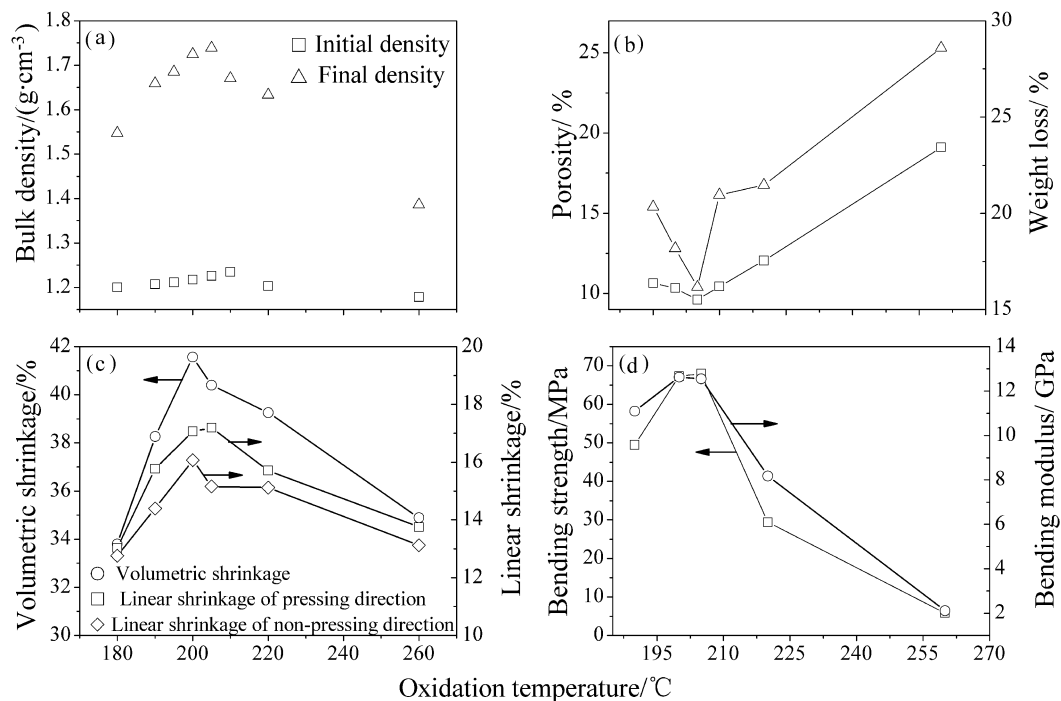 (a)
Initial density
Final density
Bulk density/(g·cm⁻³)
1.8
1.7
1.6
1.5
1.4
1.3
1.2
180 200 220 240 260
(b)
Porosity/ %
25
20
15
10
Weight loss/ %
30
25
20
15
(c)
Volumetric shrinkage/%
42
40
38
36
34
32
30
Linear shrinkage/%
20
18
16
14
12
10
Volumetric shrinkage
Linear shrinkage of pressing direction
Linear shrinkage of non-pressing direction
180 200 220 240 260
(d)
Bending strength/MPa
70
60
50
40
30
20
10
0
Bending modulus/ GPa
14
12
10
8
6
4
2
195 210 225 240 255 270
Oxidation temperature/℃